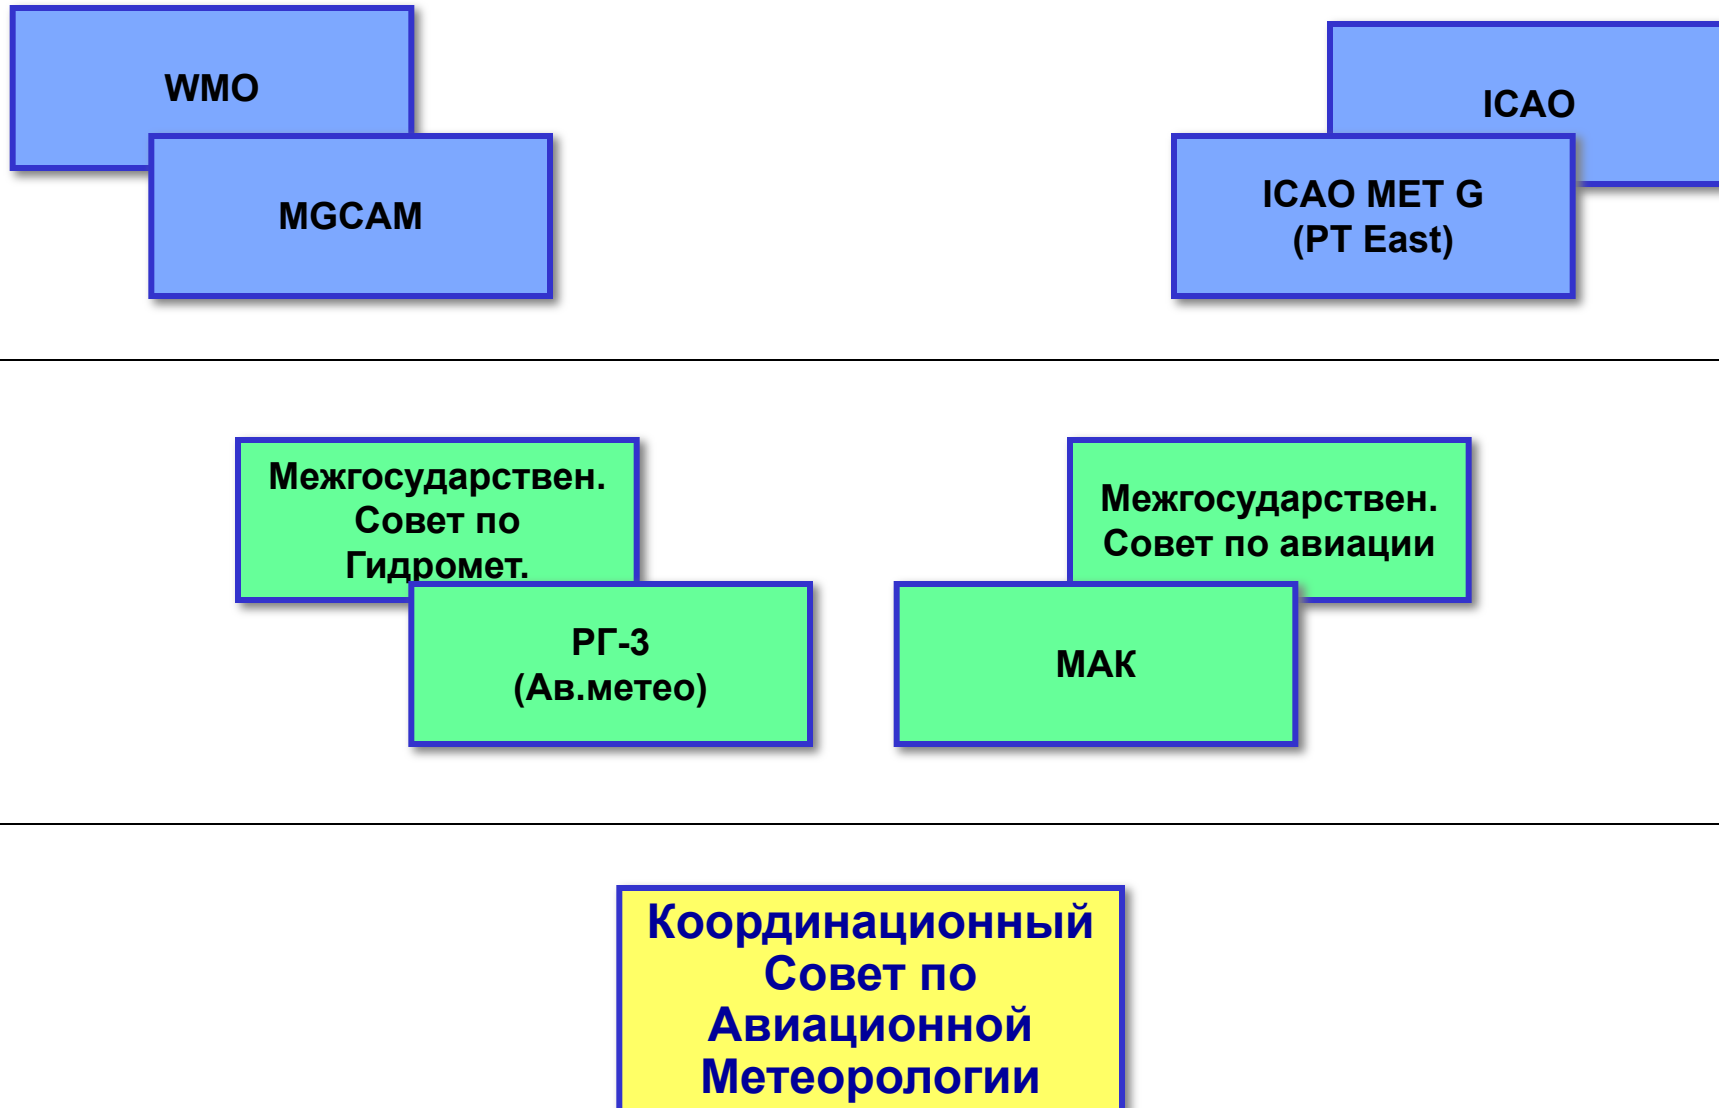 WMO
MGCAM
ICAO
ICAO MET G
(PT East)
Межгосударствен.
Совет по
Гидромет.
РГ-3
(Ав.метео)
Межгосударствен.
Совет по авиации
МАК
Координационный
Совет по
Авиационной
Метеорологии